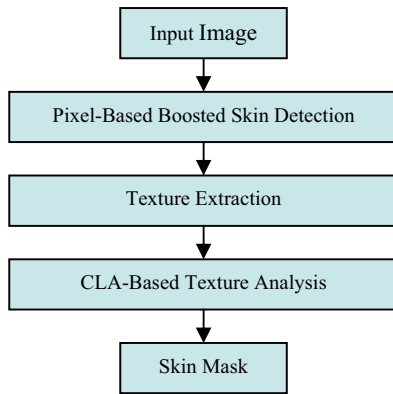 Input Image
Pixel-Based Boosted Skin Detection
Texture Extraction
CLA-Based Texture Analysis
Skin Mask